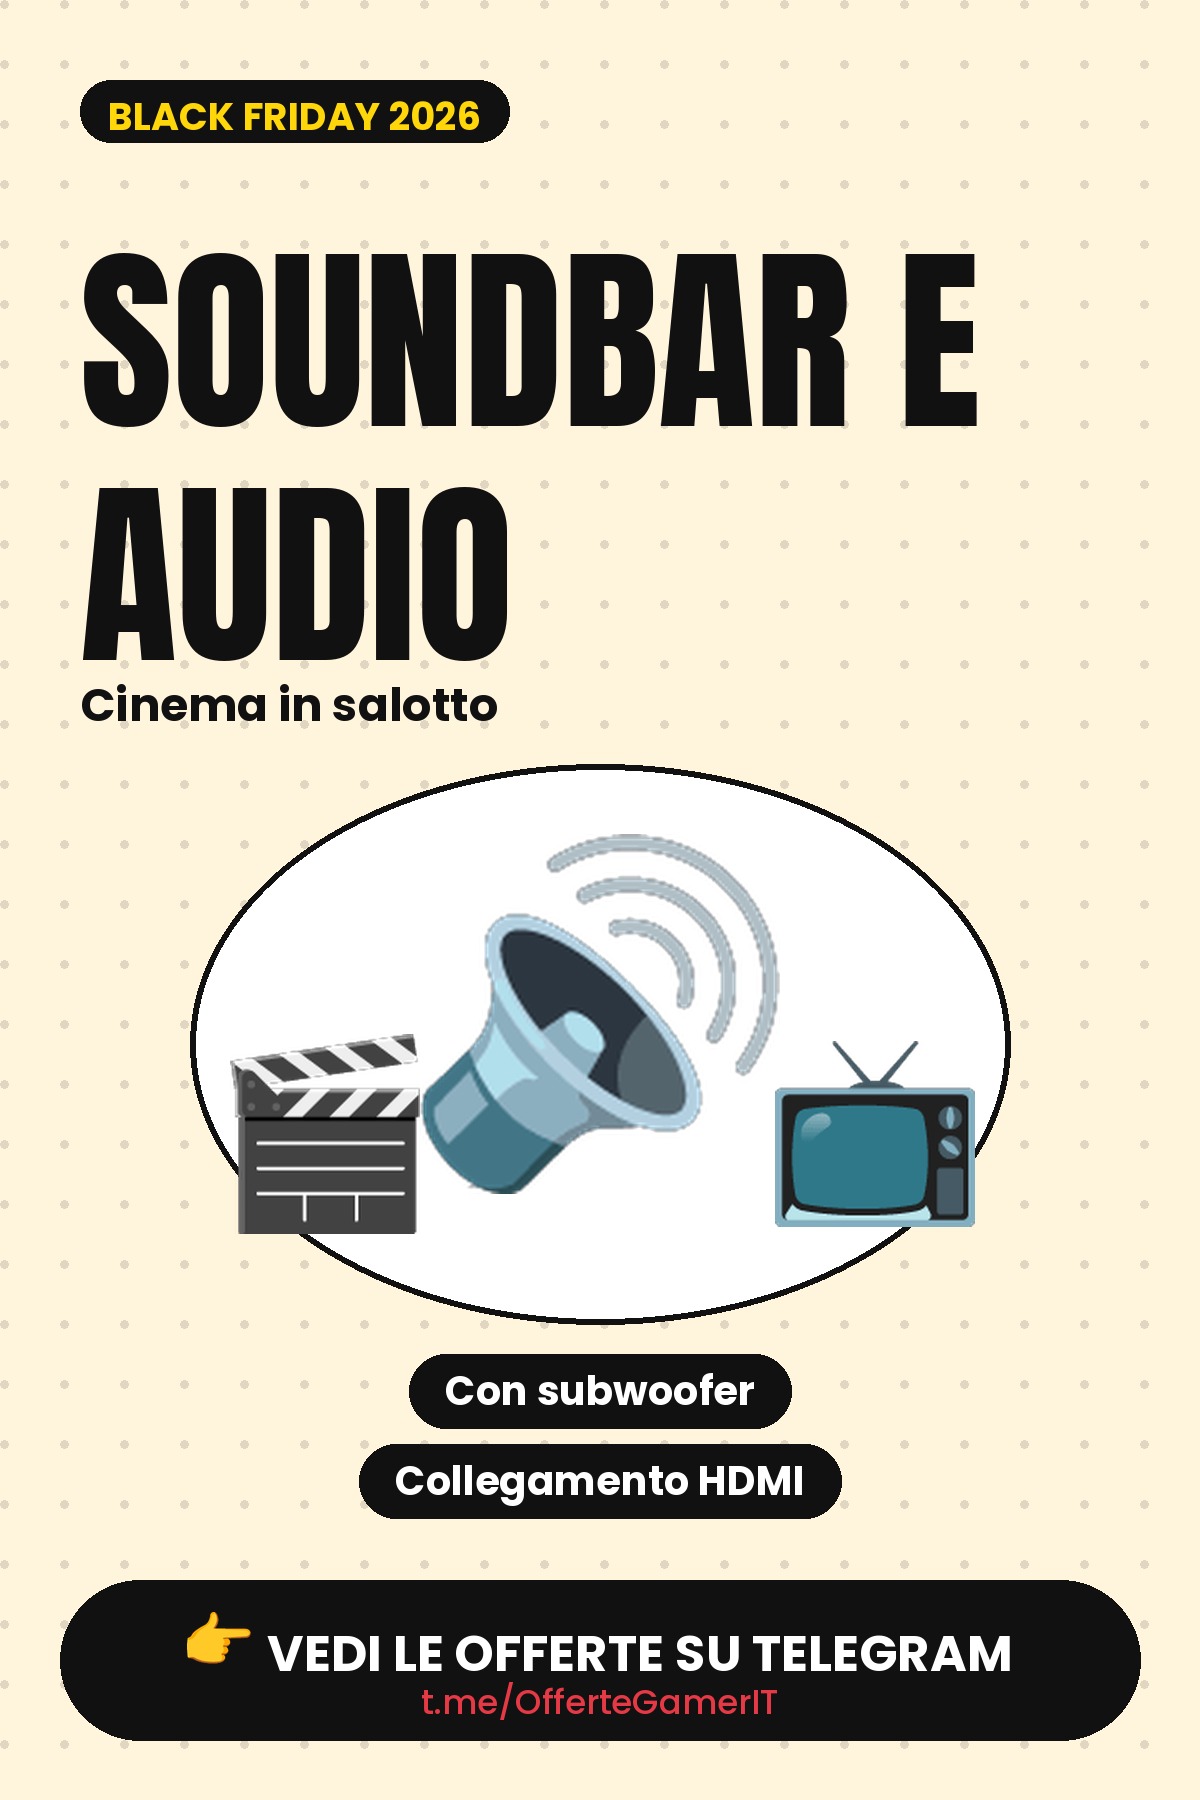 BLACK FRIDAY 2026
SOUNDBAR E
AUDIO
Cinema in salotto
Con subwoofer
Collegamento HDMI
VEDI LE OFFERTE SU TELEGRAM
t.me/OfferteGamerIT